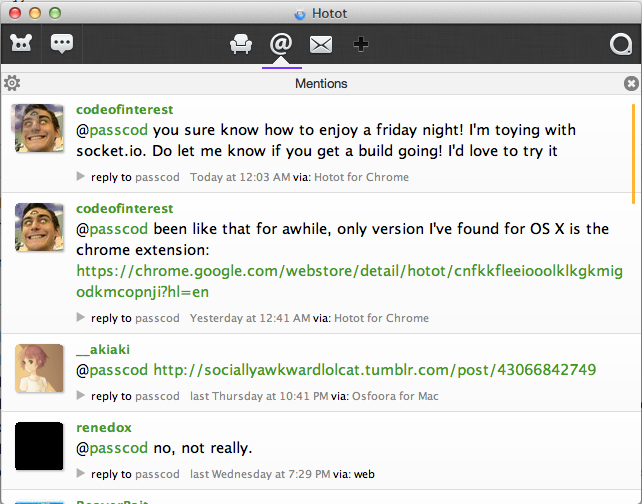 Hotot
Mentions
codeofinterest
@passcod you sure know how to enjoy a friday night! I'm toying with
socket.io. Do let me know if you get a build going! I'd love to try it
reply to passcod Today at 12:03 AM via: Hotot for Chrome
codeofinterest
@passcod been like that for awhile, only version I've found for OS X is the
chrome extension:
https://chrome.google.com/webstore/detail/hotot/cnfkkfleeioooklklgkmig
odkmcopnji?hl=en
reply to passcod Yesterday at 12:41 AM via: Hotot for Chrome
__akiaki
@passcod http://sociallyawkwardlolcat.tumblr.com/post/43066842749
reply to passcod last Thursday at 10:41 PM via: Osfoora for Mac
renedox
@passcod no, not really.
reply to passcod last Wednesday at 7:29 PM via: web